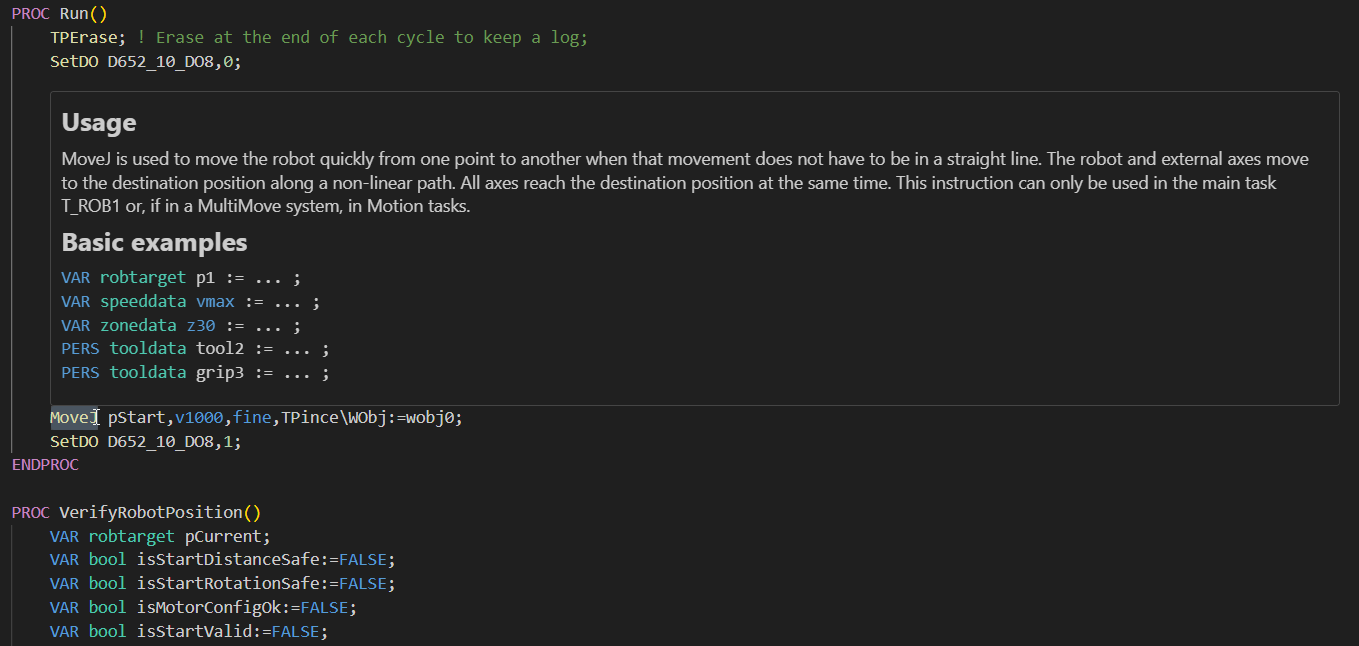 PROC Run()
TPErase; ! Erase at the end of each cycle to keep a log;
SetDO D652_10_DO8,0;
Usage
MoveJ is used to move the robot quickly from one point to another when that movement does not have to be in a straight line. The robot and external axes move
to the destination position along a non-linear path. All axes reach the destination position at the same time. This instruction can only be used in the main task
T_ROB1 or, if in a MultiMove system, in Motion tasks.
Basic examples
VAR robtarget p1 := ... ;
VAR speeddata vmax := ... ;
VAR zonedata z30 := ... ;
PERS tooldata tool2 := ... ;
PERS tooldata grip3 := ... ;
MoveJ pStart,v1000,fine,TPince\WObj:=wobj0;
SetDO D652_10_DO8,1;
ENDPROC
PROC VerifyRobotPosition()
VAR robtarget pCurrent;
VAR bool isStartDistanceSafe:=FALSE;
VAR bool isStartRotationSafe:=FALSE;
VAR bool isMotorConfigOk:=FALSE;
VAR bool isStartValid:=FALSE;